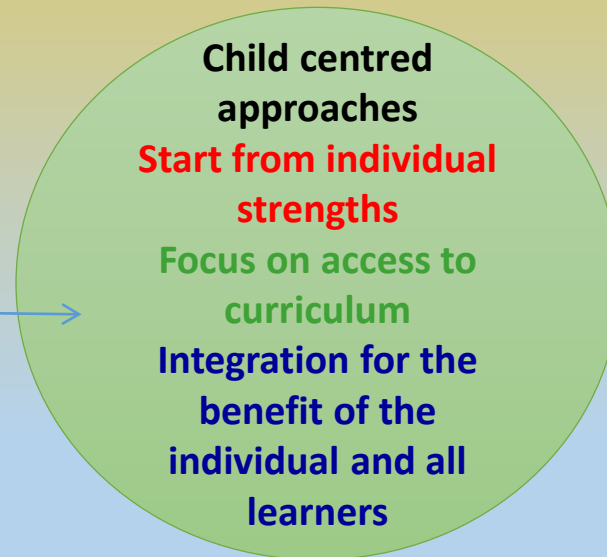 Child centred
approaches
Start from individual
strengths
Focus on access to
curriculum
Integration for the
benefit of the
individual and all
learners